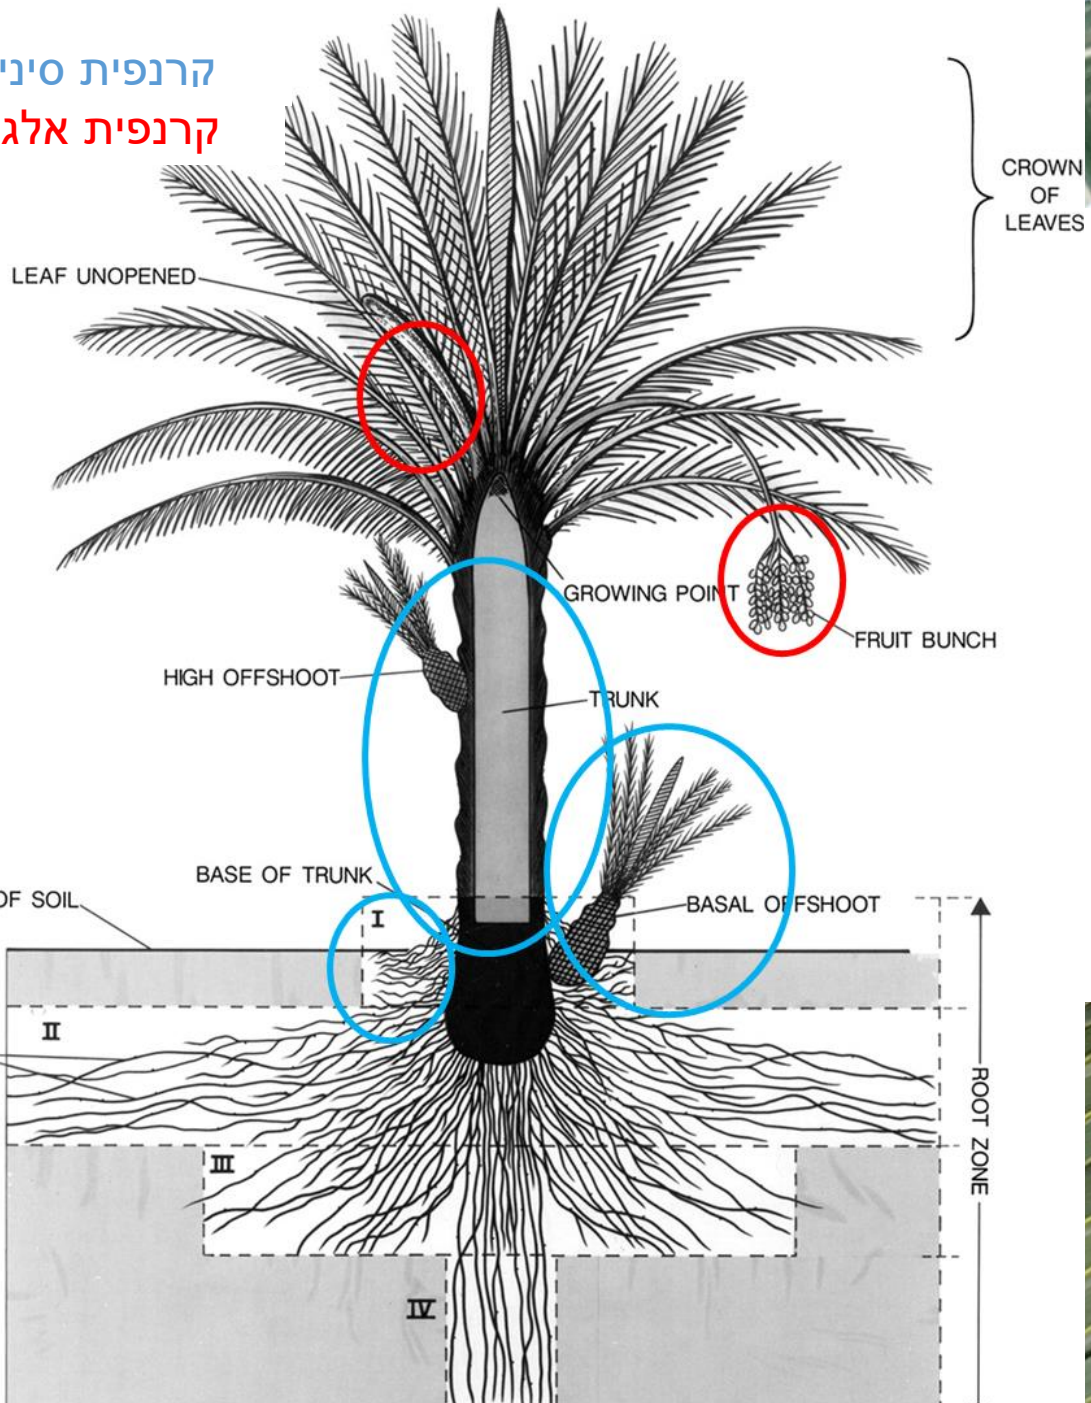 קרנפית סיני
קרנפית אלג
CROWN
OF
LEAVES
LEAF UNOPENED
GROWING POINT
FRUIT BUNCH
HIGH OFFSHOOT
TRUNK
BASE OF TRUNK
OF SOIL
I
BASAL OFFSHOOT
II
ROOT ZONE
III
IV